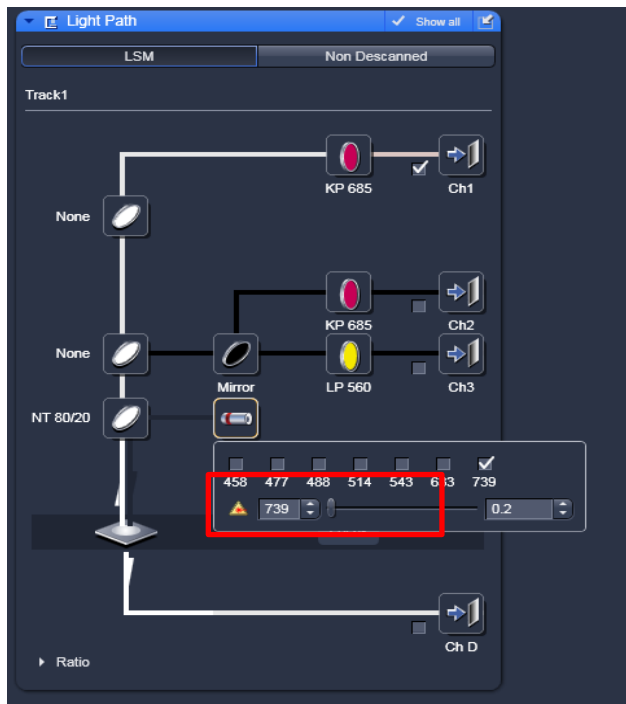 Light Path Show all
LSM Non Descanned
Track1
KP 685 Ch1
None
KP 685 Ch2
None
Mirror LP 560 Ch3
NT 80/20
458 477 488 514 543 633 739
739 0.2
Ch D
Ratio